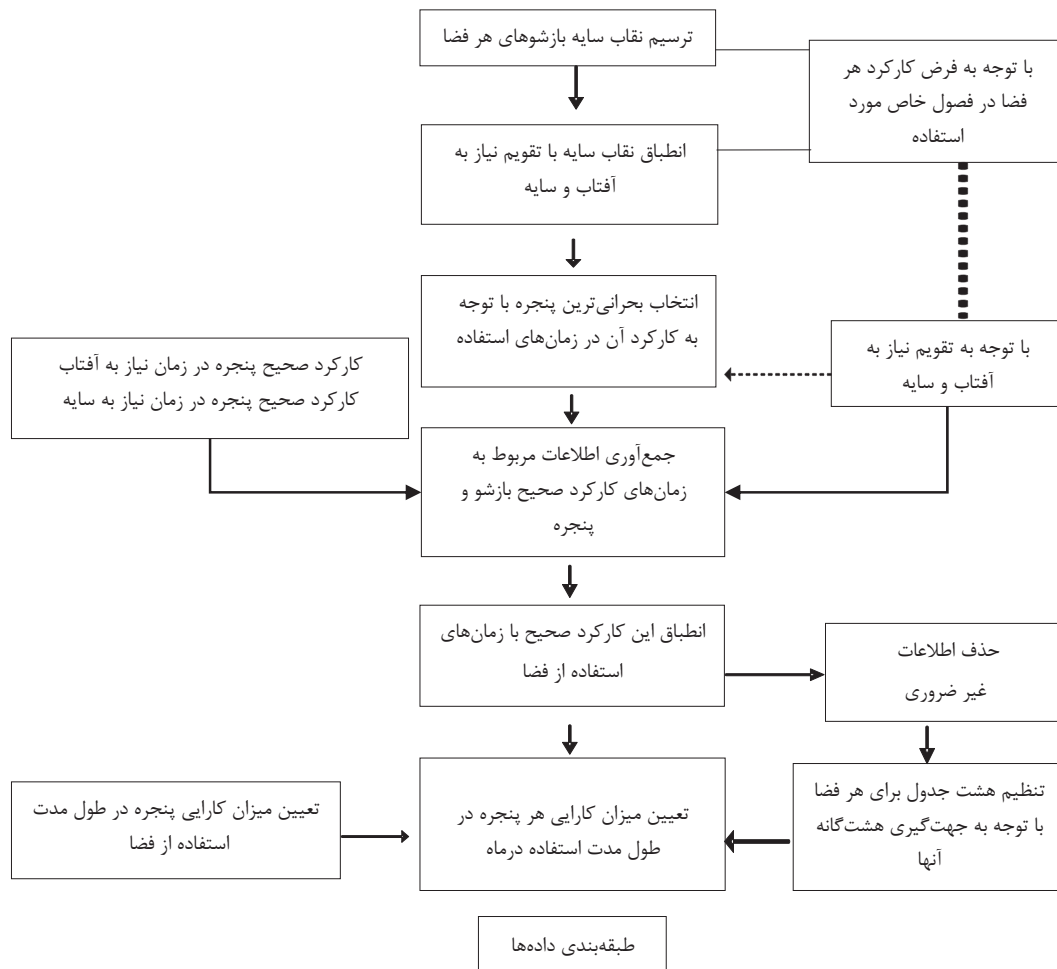 ترسیم نقاب سایه بازشوهای هر فضا
با توجه به فرض کارکرد هر
فضا در فصول خاص مورد
استفاده
انطباق نقاب سایه با تقویم نیاز به
آفتاب و سایه
انتخاب بحرانی‌ترین پنجره با توجه
به کارکرد آن در زمان‌های استفاده
با توجه به تقویم نیاز به
آفتاب و سایه
کارکرد صحیح پنجره در زمان نیاز به آفتاب
کارکرد صحیح پنجره در زمان نیاز به سایه
جمع‌آوری اطلاعات مربوط به
زمان‌های کارکرد صحیح بازشو و
پنجره
انطباق این کارکرد صحیح با زمان‌های
استفاده از فضا
حذف اطلاعات
غیر ضروری
تنظیم هشت جدول برای هر فضا
با توجه به جهت‌گیری هشت‌گانه
آنها
تعیین میزان کارایی هر پنجره در
طول مدت استفاده درماه
تعیین میزان کارایی پنجره در طول مدت
استفاده از فضا
طبقه‌بندی داده‌ها